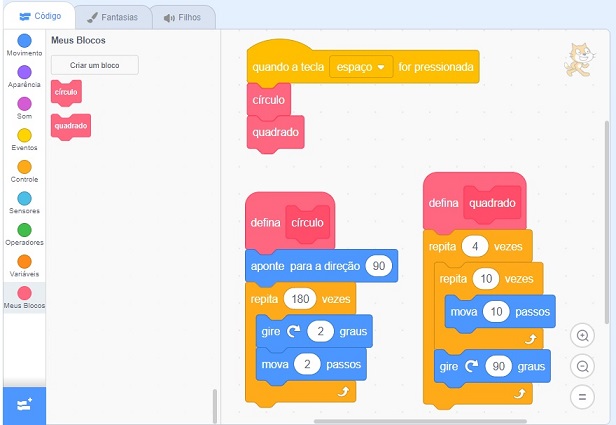 Código
Fantasias
Filhos
Movimento
Aparência
Som
Eventos
Controle
Sensores
Operadores
Variáveis
Meus Blocos
Meus Blocos
Criar um bloco
círculo
quadrado
quando a tecla espaço for pressionada
círculo
quadrado
defina círculo
aponte para a direção 90
repita 180 vezes
gire 2 graus
mova 2 passos
defina quadrado
repita 4 vezes
repita 10 vezes
mova 10 passos
gire 90 graus